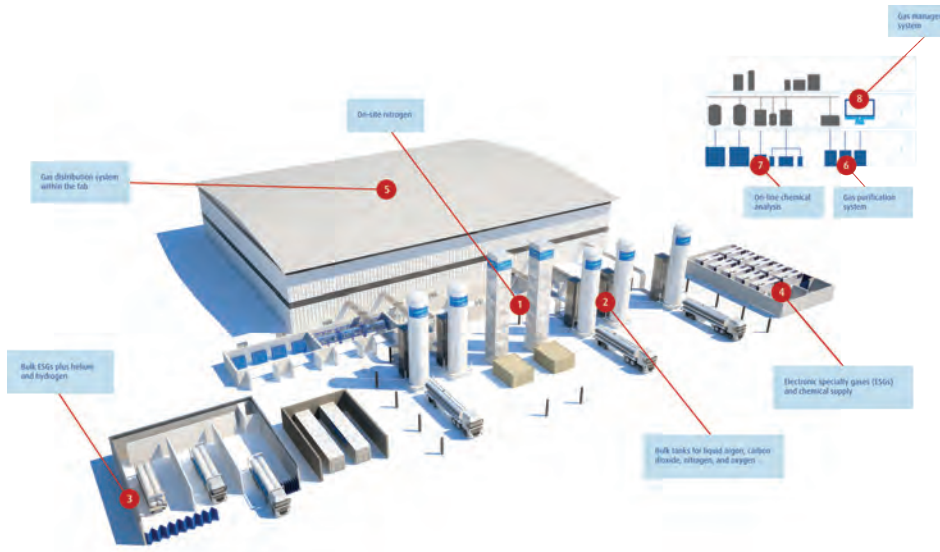 Gas manage
system
8
On-site nitrogen
7
6
Gas distribution system
within the fab
5
On-line chemical
analysis
Gas purification
system
4
1
2
Bulk ESGs plus helium
and hydrogen
Electronic specialty gases (ESGs)
and chemical supply
Bulk tanks for liquid argon, carbon
dioxide, nitrogen, and oxygen
3